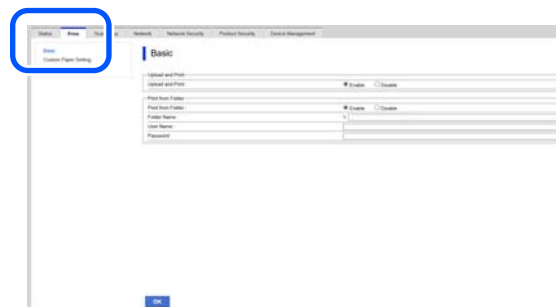 Status Print Network Network Security Product Security Device Management
Basic
Custom Paper Setting
Basic
Upload and Print
Upload and Print : Enable Disable
Print from Folder
Print from Folder : Enable Disable
Folder Name :
User Name :
Password :
OK